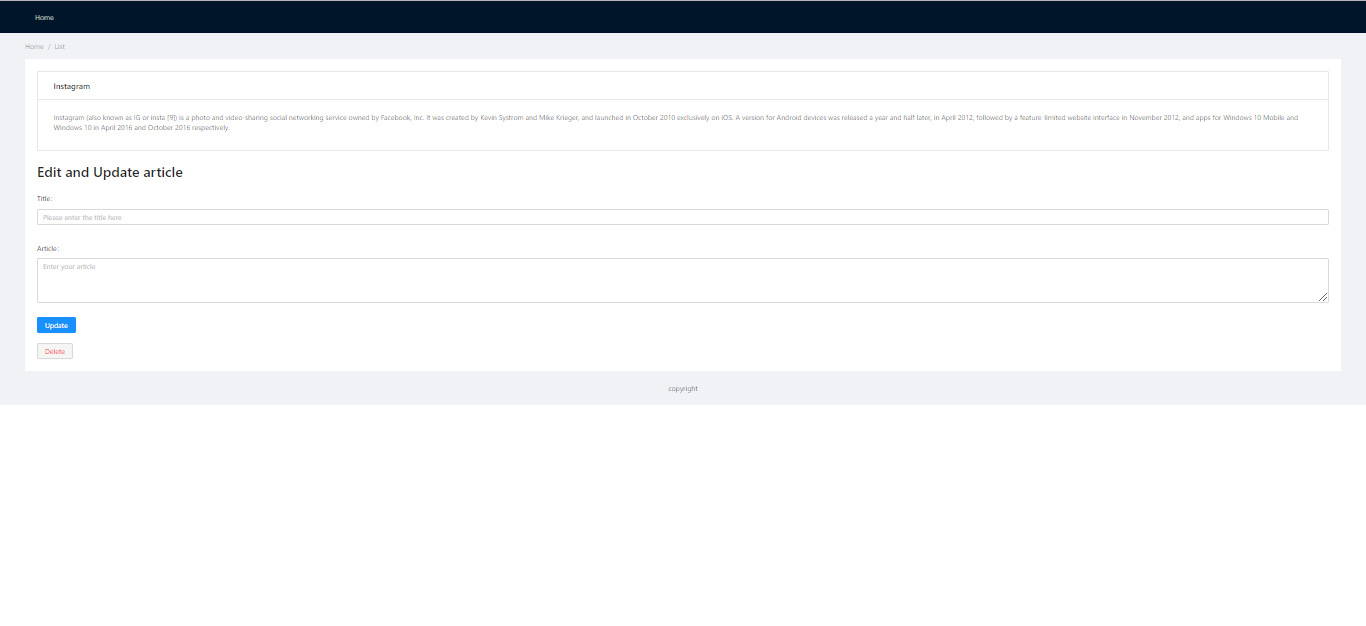 Home
Home / List
Instagram
Instagram (also known as IG or insta [9]) is a photo and video-sharing social networking service owned by Facebook, Inc. It was created by Kevin Systrom and Mike Krieger, and launched in October 2010 exclusively on iOS. A version for Android devices was released a year and half later, in April 2012, followed by a feature-limited website interface in November 2012, and apps for Windows 10 Mobile and
Windows 10 in April 2016 and October 2016 respectively.
Edit and Update article
Title:
Please enter the title here
Article:
Enter your article
Update
Delete
copyright